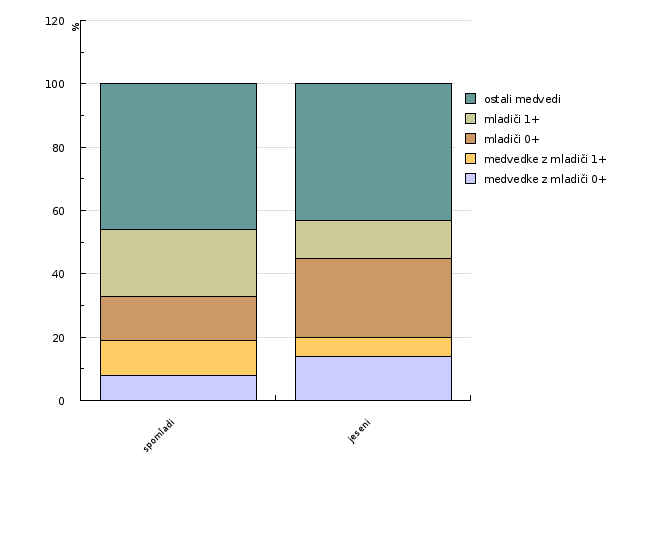 120
%
100
80
60
40
20
0
spomladi
jeseni
ostali medvedi
mladiči 1+
mladiči 0+
medvedke z mladiči 1+
medvedke z mladiči 0+